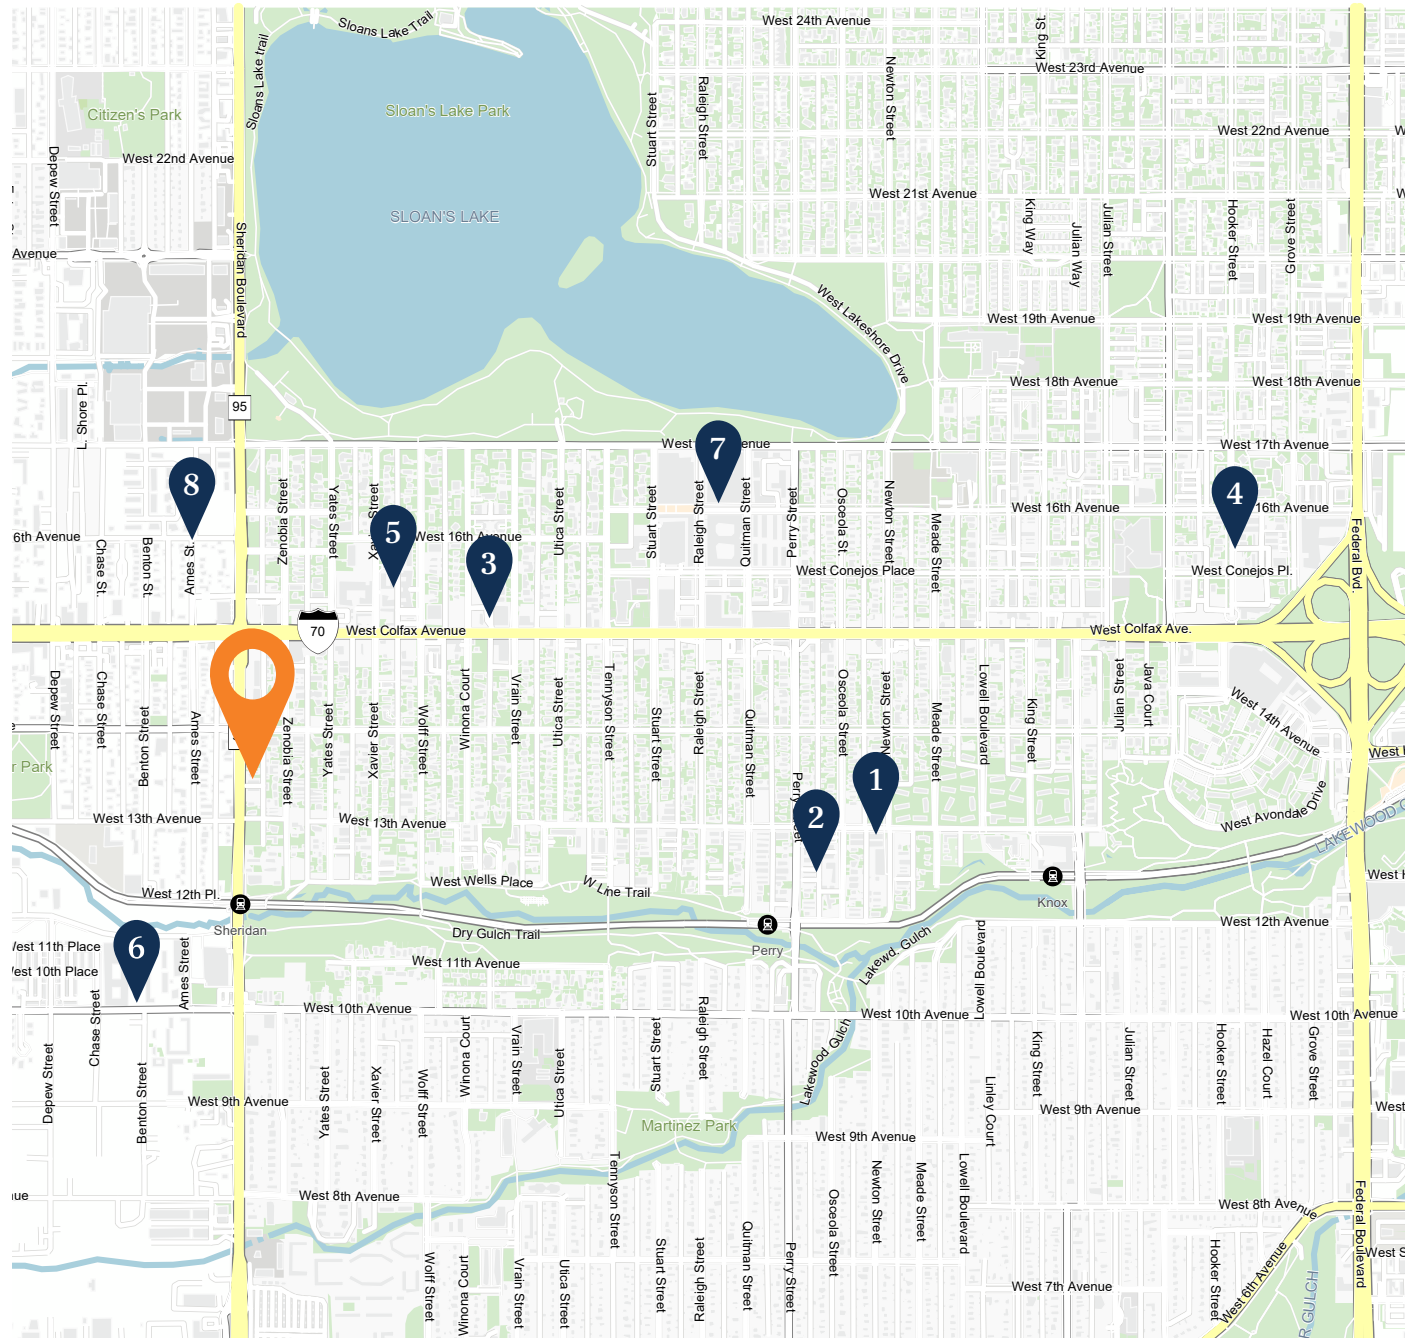 Sloans Lake Trail
West 24th Avenue
King St
West 23rd Avenue
Sloans Lake trail
Citizen's Park
Sloan's Lake Park
Stuart Street
Raleigh Street
Newton Street
West 22nd Avenue
West 22nd Avenue
W
Depew Street
West 21st Avenue
W
SLOAN'S LAKE
Sheridan Boulevard
King Way
Julian Way
Julian Street
Hooker Street
Grove Street
Avenue
West Lakeshore Drive
West 19th Avenue
West 19th Avenue
West 18th Avenue
West 18th Avenue
L. Shore Pl.
95
West
enue
West 17th Avenue
7
8
4
5
3
Zenobia Street
Yates Street
Street
Utica Street
Stuart Street
Raleigh Street
Quitman Street
Perry Street
Osceola St.
Newton Street
Meade Street
West 16th Avenue
West 16th Avenue
16th Avenue
6th Avenue
Chase St.
Benton St.
Ames St.
West Conejos Place
West Conejos Pl.
Federal Bvd.
70
West Colfax Avenue
West Colfax Ave.
Depew Street
Chase Street
Benton Street
Ames Street
Zenobia Street
Yates Street
Xavier Street
Wolff Street
Winona Court
Vrain Street
Utica Street
Tennyson Street
Stuart Street
Raleigh Street
Quitman Street
Osceola Street
Newton Street
Meade Street
Lowell Boulevard
King Street
Julian Street
Java Court
West 14th Avenue
r Park
West H
1
2
West 13th Avenue
West 13th Avenue
West Avondale Drive
LAKEWOOD G
West 12th Pl.
West Wells Place
W Line Trail
West H
Sheridan
Knox
Perry
Dry Gulch Trail
West 12th Avenue
6
West 11th Place
West 10th Place
Ames Street
West 11th Avenue
Lakewd. Gulch
Lowell Boulevard
Chase Street
West 10th Avenue
West 10th Avenue
West 10th Avenue
Raleigh Street
Winona Court
Vrain Street
Stuart Street
Utica Street
Lakewood Gulch
King Street
Julian Street
Hooker Street
Hazel Court
Grove Street
Depew Street
Benton Street
Yates Street
Xavier Street
Wolff Street
Linley Court
West 9th Avenue
West 9th Avenue
West
Martinez Park
West 9th Avenue
Tennyson Street
Osceola Street
Newton Street
Meade Street
Lowell Boulevard
nue
West 8th Avenue
West 8th Avenue
Federal Boulevard
Wolff Street
Winona Court
Vrain Street
Utica Street
Stuart Street
Raleigh Street
Quitman Street
Perry Street
Hooker Street
West 6th Avenue
West S
West 7th Avenue
R GULCH